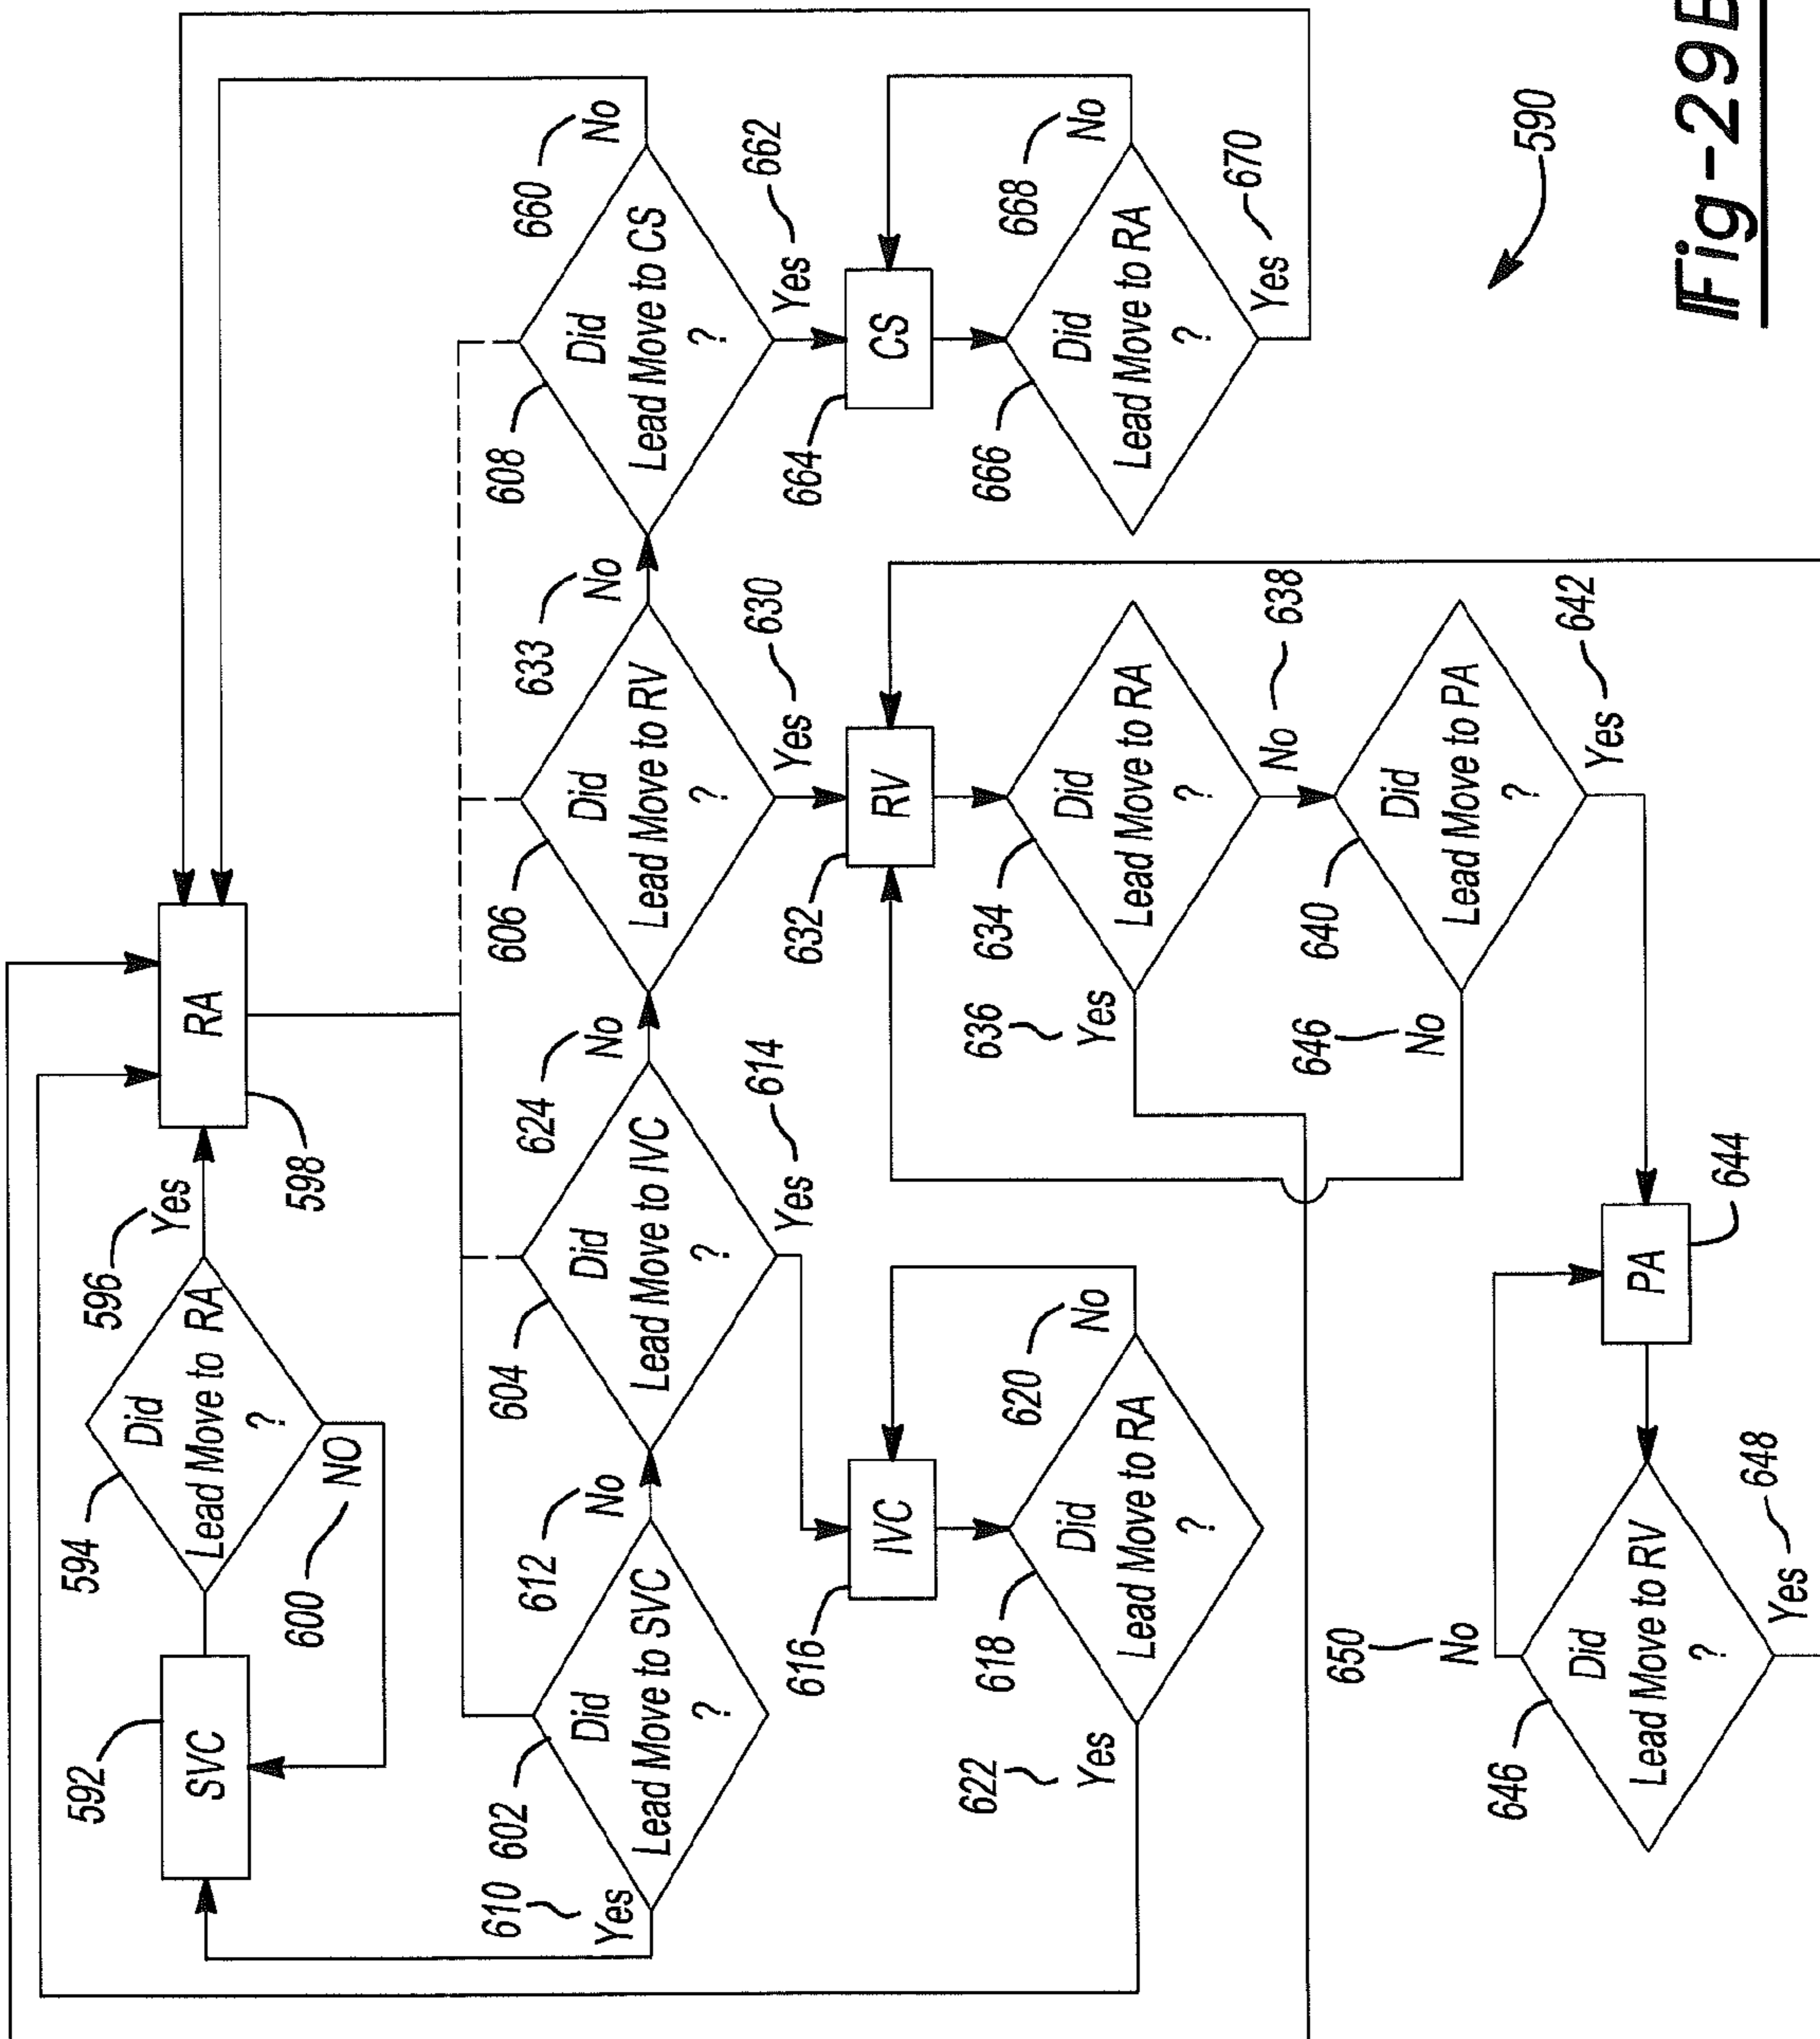 592
SVC
594
Did
Lead Move to RA
?
596
Yes
600
NO
RA
598
610
Yes
602
Did
Lead Move to SVC
?
612
No
604
Did
Lead Move to IVC
?
624
No
614
Yes
606
Did
Lead Move to RV
?
633
No
630
Yes
608
Did
Lead Move to CS
?
660
No
662
Yes
616
IVC
618
Did
Lead Move to RA
?
620
No
622
Yes
632
RV
634
Did
Lead Move to RA
?
636
Yes
638
No
640
Did
Lead Move to PA
?
646
No
642
Yes
664
CS
666
Did
Lead Move to RA
?
668
No
670
Yes
PA
644
646
Did
Lead Move to RV
?
650
No
648
Yes
590
Fig-29B